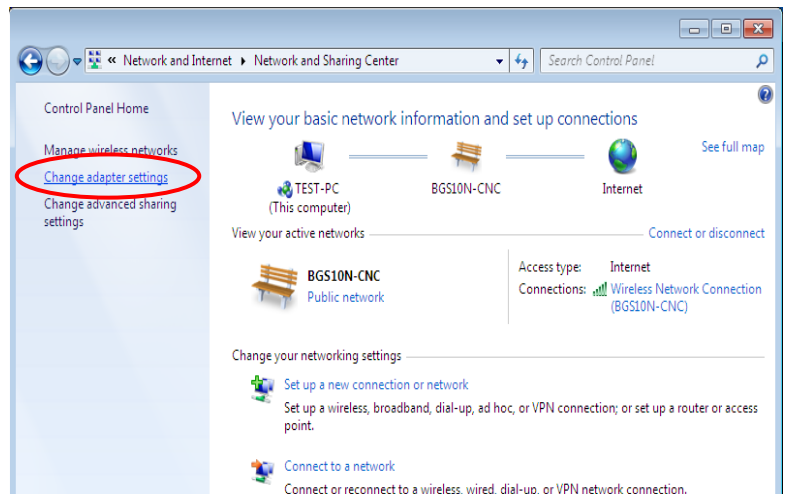 « Network and Internet ▸ Network and Sharing Center
Search Control Panel
Control Panel Home
Manage wireless networks
Change adapter settings
Change advanced sharing
settings
View your basic network information and set up connections
See full map
TEST-PC
(This computer)
BGS10N-CNC
Internet
View your active networks
Connect or disconnect
BGS10N-CNC
Public network
Access type: Internet
Connections: Wireless Network Connection
(BGS10N-CNC)
Change your networking settings
Set up a new connection or network
Set up a wireless, broadband, dial-up, ad hoc, or VPN connection; or set up a router or access
point.
Connect to a network
Connect or reconnect to a wireless, wired, dial-up, or VPN network connection.